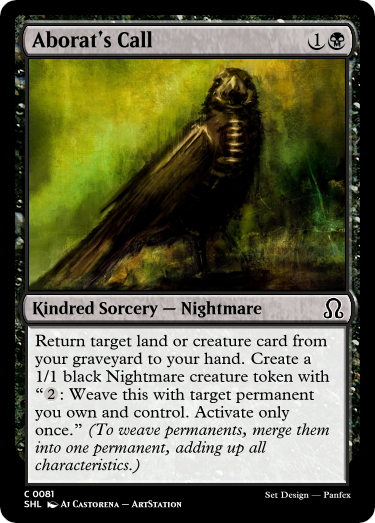 Aborat's Call 1
Kindred Sorcery — Nightmare
Return target land or creature card from
your graveyard to your hand. Create a
1/1 black Nightmare creature token with
“2: Weave this with target permanent
you own and control. Activate only
once.” (To weave permanents, merge them
into one permanent, adding up all
characteristics.)
C 0081
SHL AJ Castorena — ArtStation
Set Design — Panfex